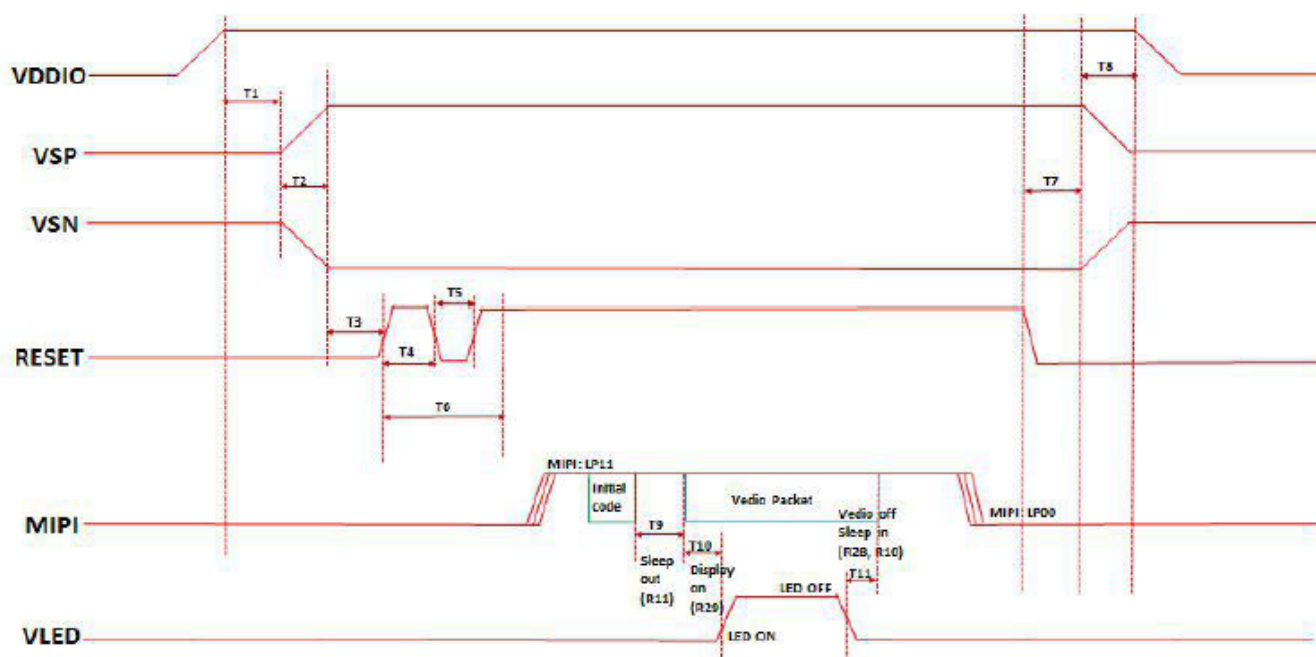 VDDIO
T8
T1
VSP
T2
T7
VSN
T5
T3
RESET
T4
T6
MIPI: LP11
Initial
code
Vedio Packet
MIPI
MIPI: LP00
Vedio off
Sleep in
(R28, R10)
T9
T10
T11
Sleep
out
(R11)
Display
on
(R29)
LED OFF
VLED
LED ON